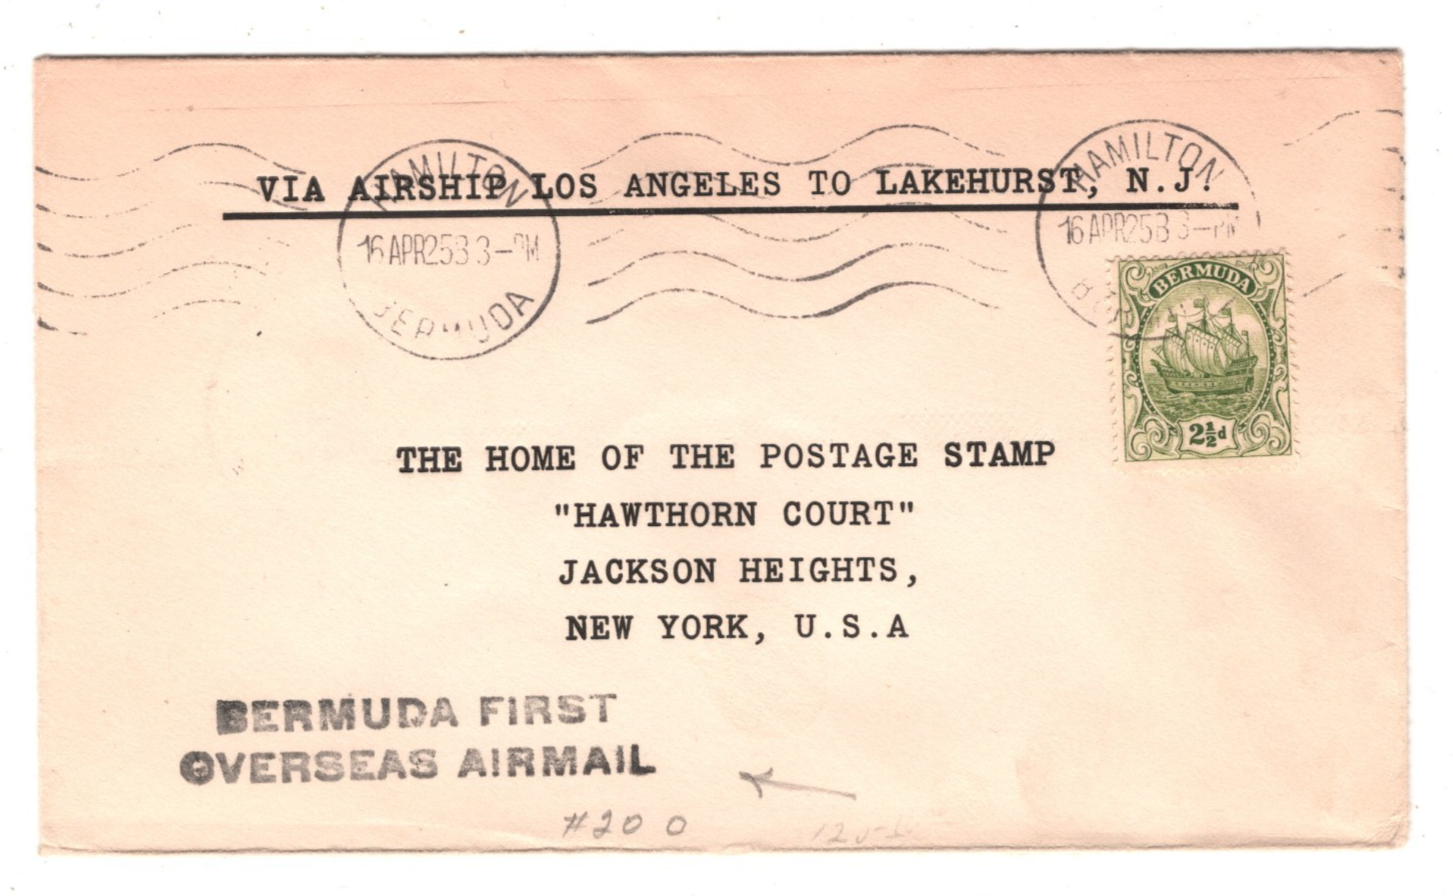 VIA AIRSHIP LOS ANGELES TO LAKEHURST, N.J.
HAMILTON
16 APR 25 B 3-PM
BERMUDA
HAMILTON
16 APR 25 B 3-PM
BERMUDA
2½d
THE HOME OF THE POSTAGE STAMP
"HAWTHORN COURT"
JACKSON HEIGHTS,
NEW YORK, U.S.A
BERMUDA FIRST
OVERSEAS AIRMAIL
#20 0